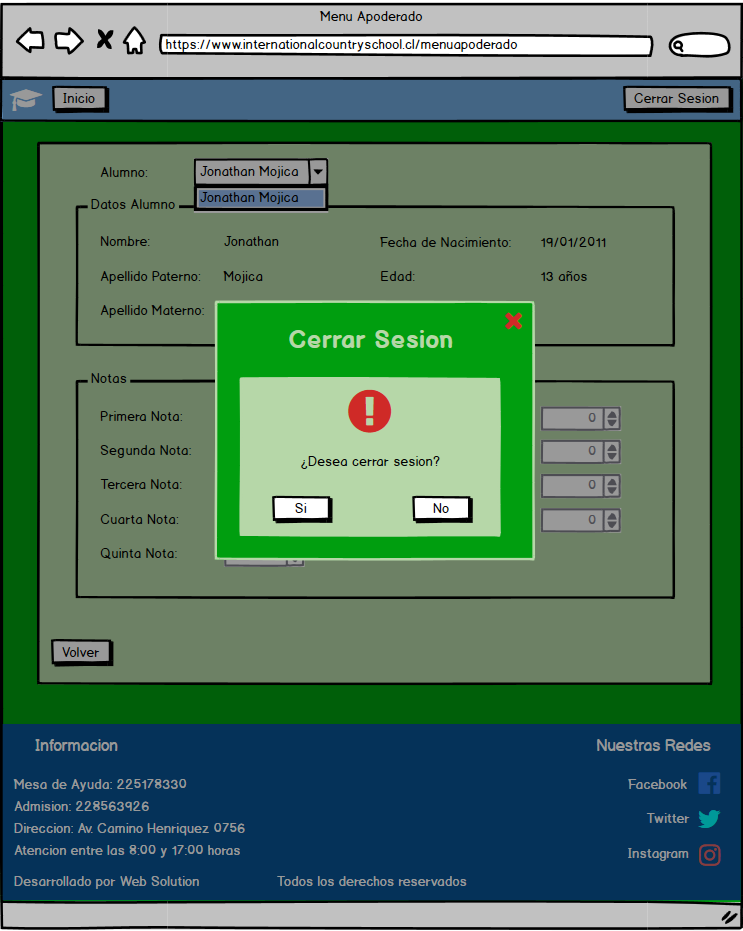 Menu Apoderado
https://www.internationalcountryschool.cl/menuapoderado
Inicio
Cerrar Sesion
Alumno:
Jonathan Mojica
Jonathan Mojica
Datos Alumno
Nombre:
Jonathan
Fecha de Nacimiento:
19/01/2011
Apellido Paterno:
Mojica
Edad:
13 años
Apellido Materno:
Cerrar Sesion
¿Desea cerrar sesion?
Si
No
Notas
Primera Nota:
0
Segunda Nota:
0
Tercera Nota:
0
Cuarta Nota:
0
Quinta Nota:
Volver
Informacion
Mesa de Ayuda: 225178330
Admision: 228563926
Direccion: Av. Camino Henriquez 0756
Atencion entre las 8:00 y 17:00 horas
Desarrollado por Web Solution
Todos los derechos reservados
Nuestras Redes
Facebook
Twitter
Instagram